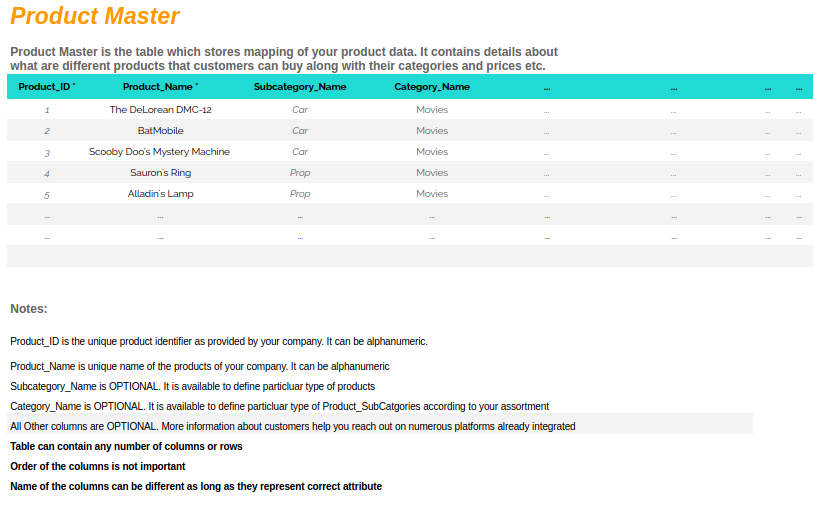 Product Master
Product Master is the table which stores mapping of your product data. It contains details about
what are different products that customers can buy along with their categories and prices etc.
Product_ID * Product_Name * Subcategory_Name Category_Name ... ... ... ...
1 The DeLorean DMC-12 Car Movies ... ... ... ...
2 BatMobile Car Movies ... ... ... ...
3 Scooby Doo's Mystery Machine Car Movies ... ... ... ...
4 Sauron's Ring Prop Movies ... ... ... ...
5 Alladin's Lamp Prop Movies ... ... ... ...
... ... ... ... ... ... ... ...
... ... ... ... ... ... ... ...
Notes:
Product_ID is the unique product identifier as provided by your company. It can be alphanumeric.
Product_Name is unique name of the products of your company. It can be alphanumeric
Subcategory_Name is OPTIONAL. It is available to define particluar type of products
Category_Name is OPTIONAL. It is available to define particluar type of Product_SubCatgories according to your assortment
All Other columns are OPTIONAL. More information about customers help you reach out on numerous platforms already integrated
Table can contain any number of columns or rows
Order of the columns is not important
Name of the columns can be different as long as they represent correct attribute